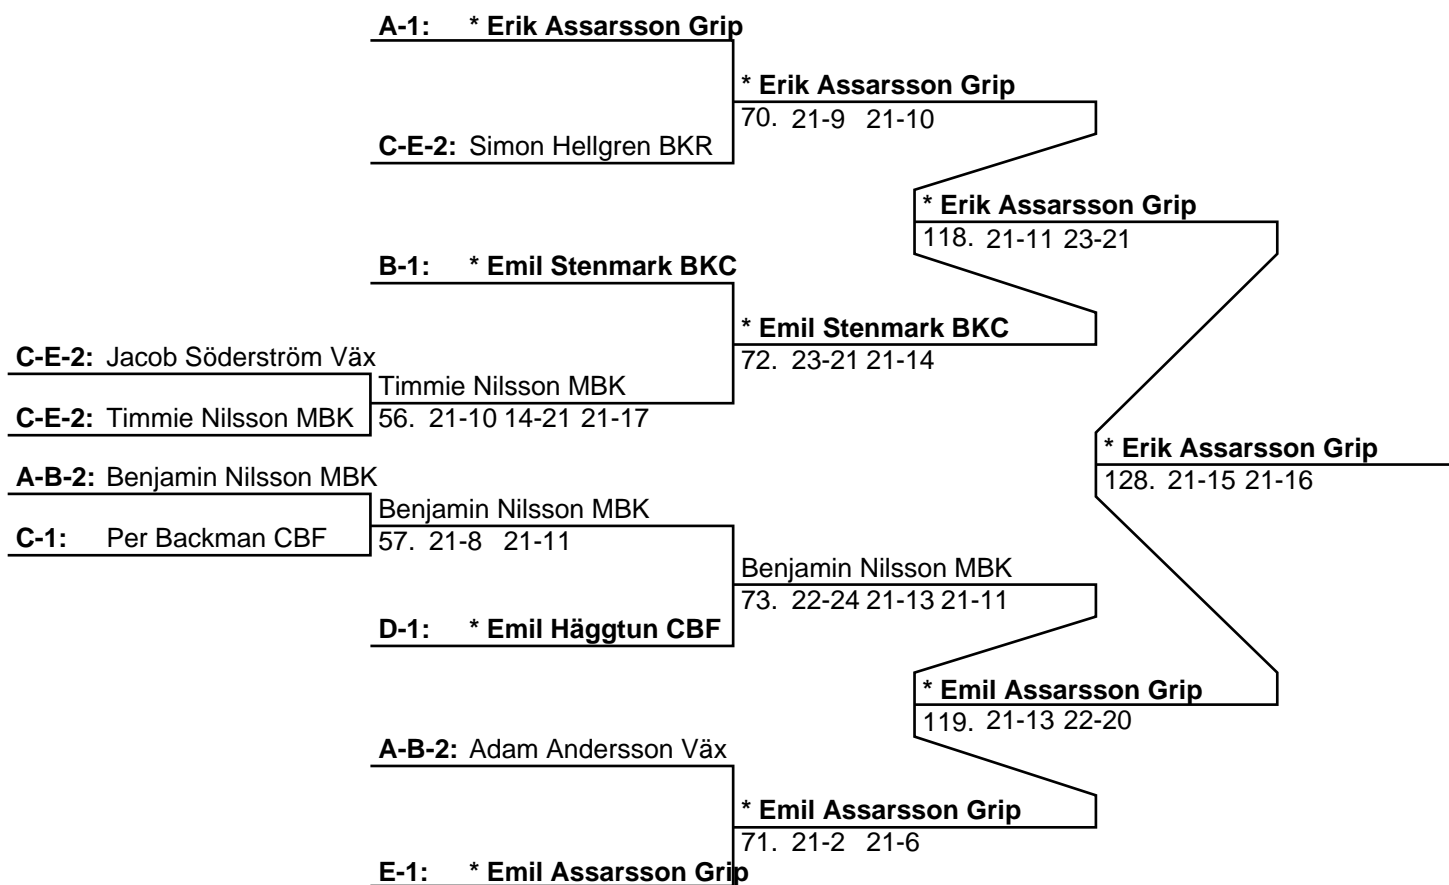 A-1: * Erik Assarsson Grip
* Erik Assarsson Grip
70. 21-9 21-10
C-E-2: Simon Hellgren BKR
* Erik Assarsson Grip
118. 21-11 23-21
B-1: * Emil Stenmark BKC
* Emil Stenmark BKC
72. 23-21 21-14
C-E-2: Jacob Söderström Väx
Timmie Nilsson MBK
56. 21-10 14-21 21-17
C-E-2: Timmie Nilsson MBK
* Erik Assarsson Grip
128. 21-15 21-16
A-B-2: Benjamin Nilsson MBK
Benjamin Nilsson MBK
57. 21-8 21-11
C-1: Per Backman CBF
Benjamin Nilsson MBK
73. 22-24 21-13 21-11
D-1: * Emil Häggtun CBF
* Emil Assarsson Grip
119. 21-13 22-20
A-B-2: Adam Andersson Väx
* Emil Assarsson Grip
71. 21-2 21-6
E-1: * Emil Assarsson Grip